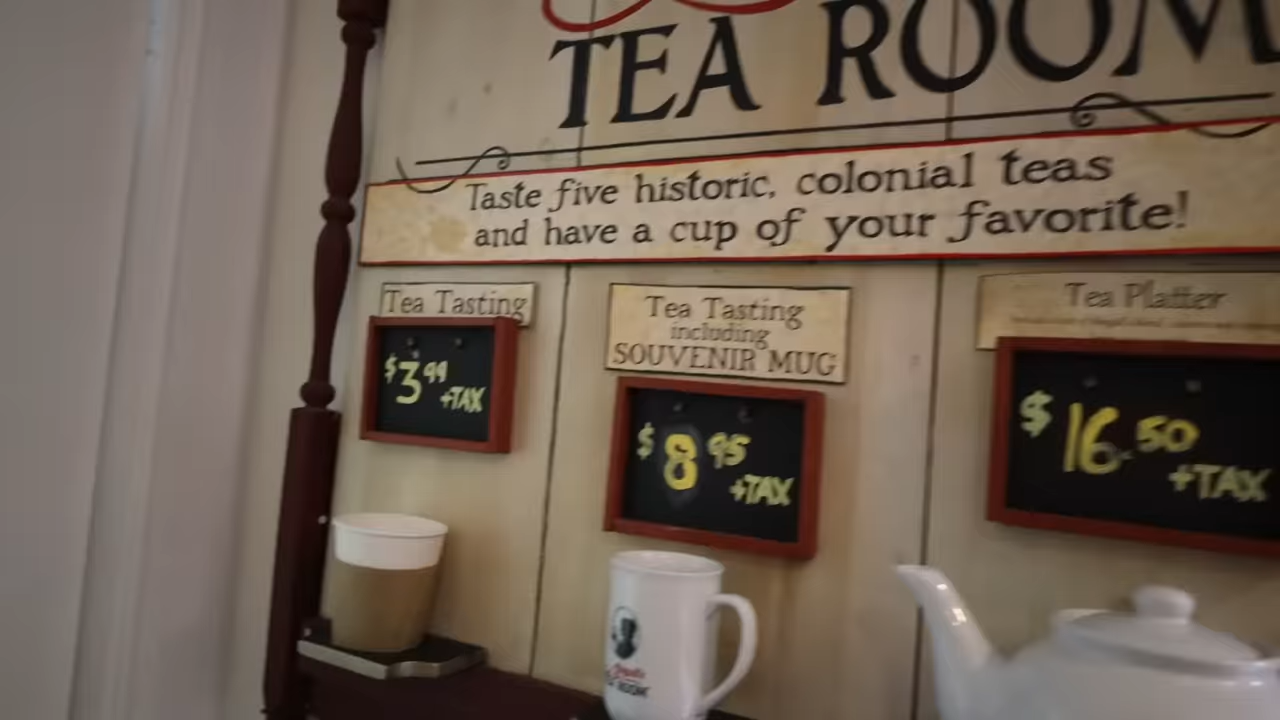 TEA ROOM
Taste five historic, colonial teas
and have a cup of your favorite!
Tea Tasting
$3.99
+TAX
Tea Tasting
including
SOUVENIR MUG
$8.95
+TAX
Tea Platter
$16.50
+TAX
ROOM